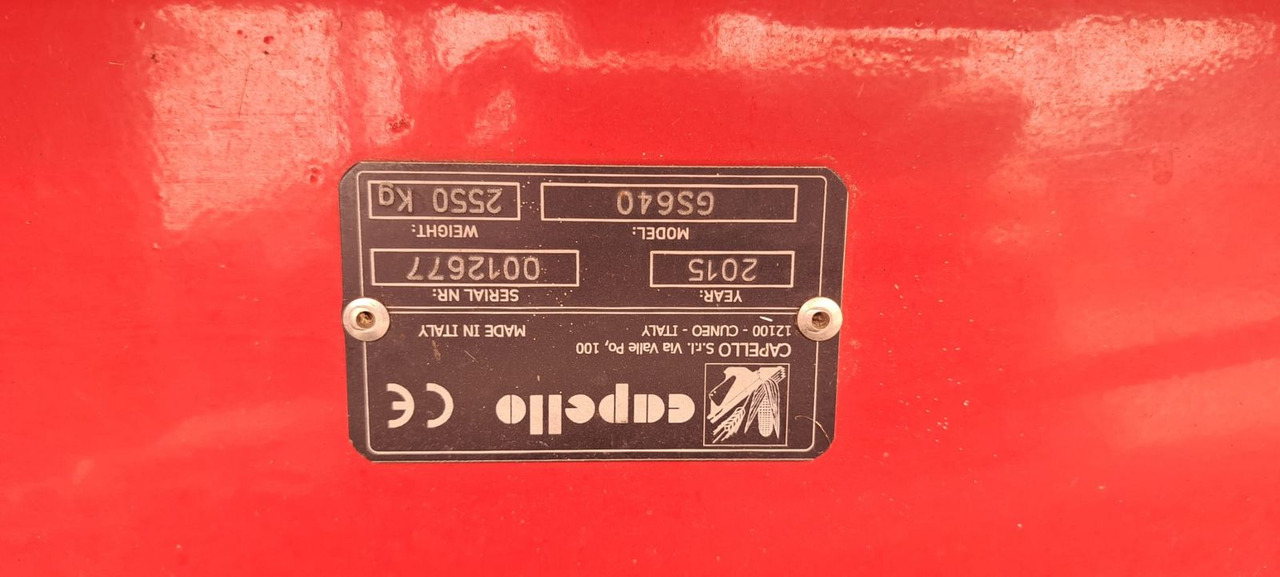 capello CE
CAPELLO S.r.l. Via Valle Po, 100
12100 - CUNEO - ITALY MADE IN ITALY
YEAR: SERIAL NR:
2015 0012677
MODEL: WEIGHT:
GS640 2550 Kg